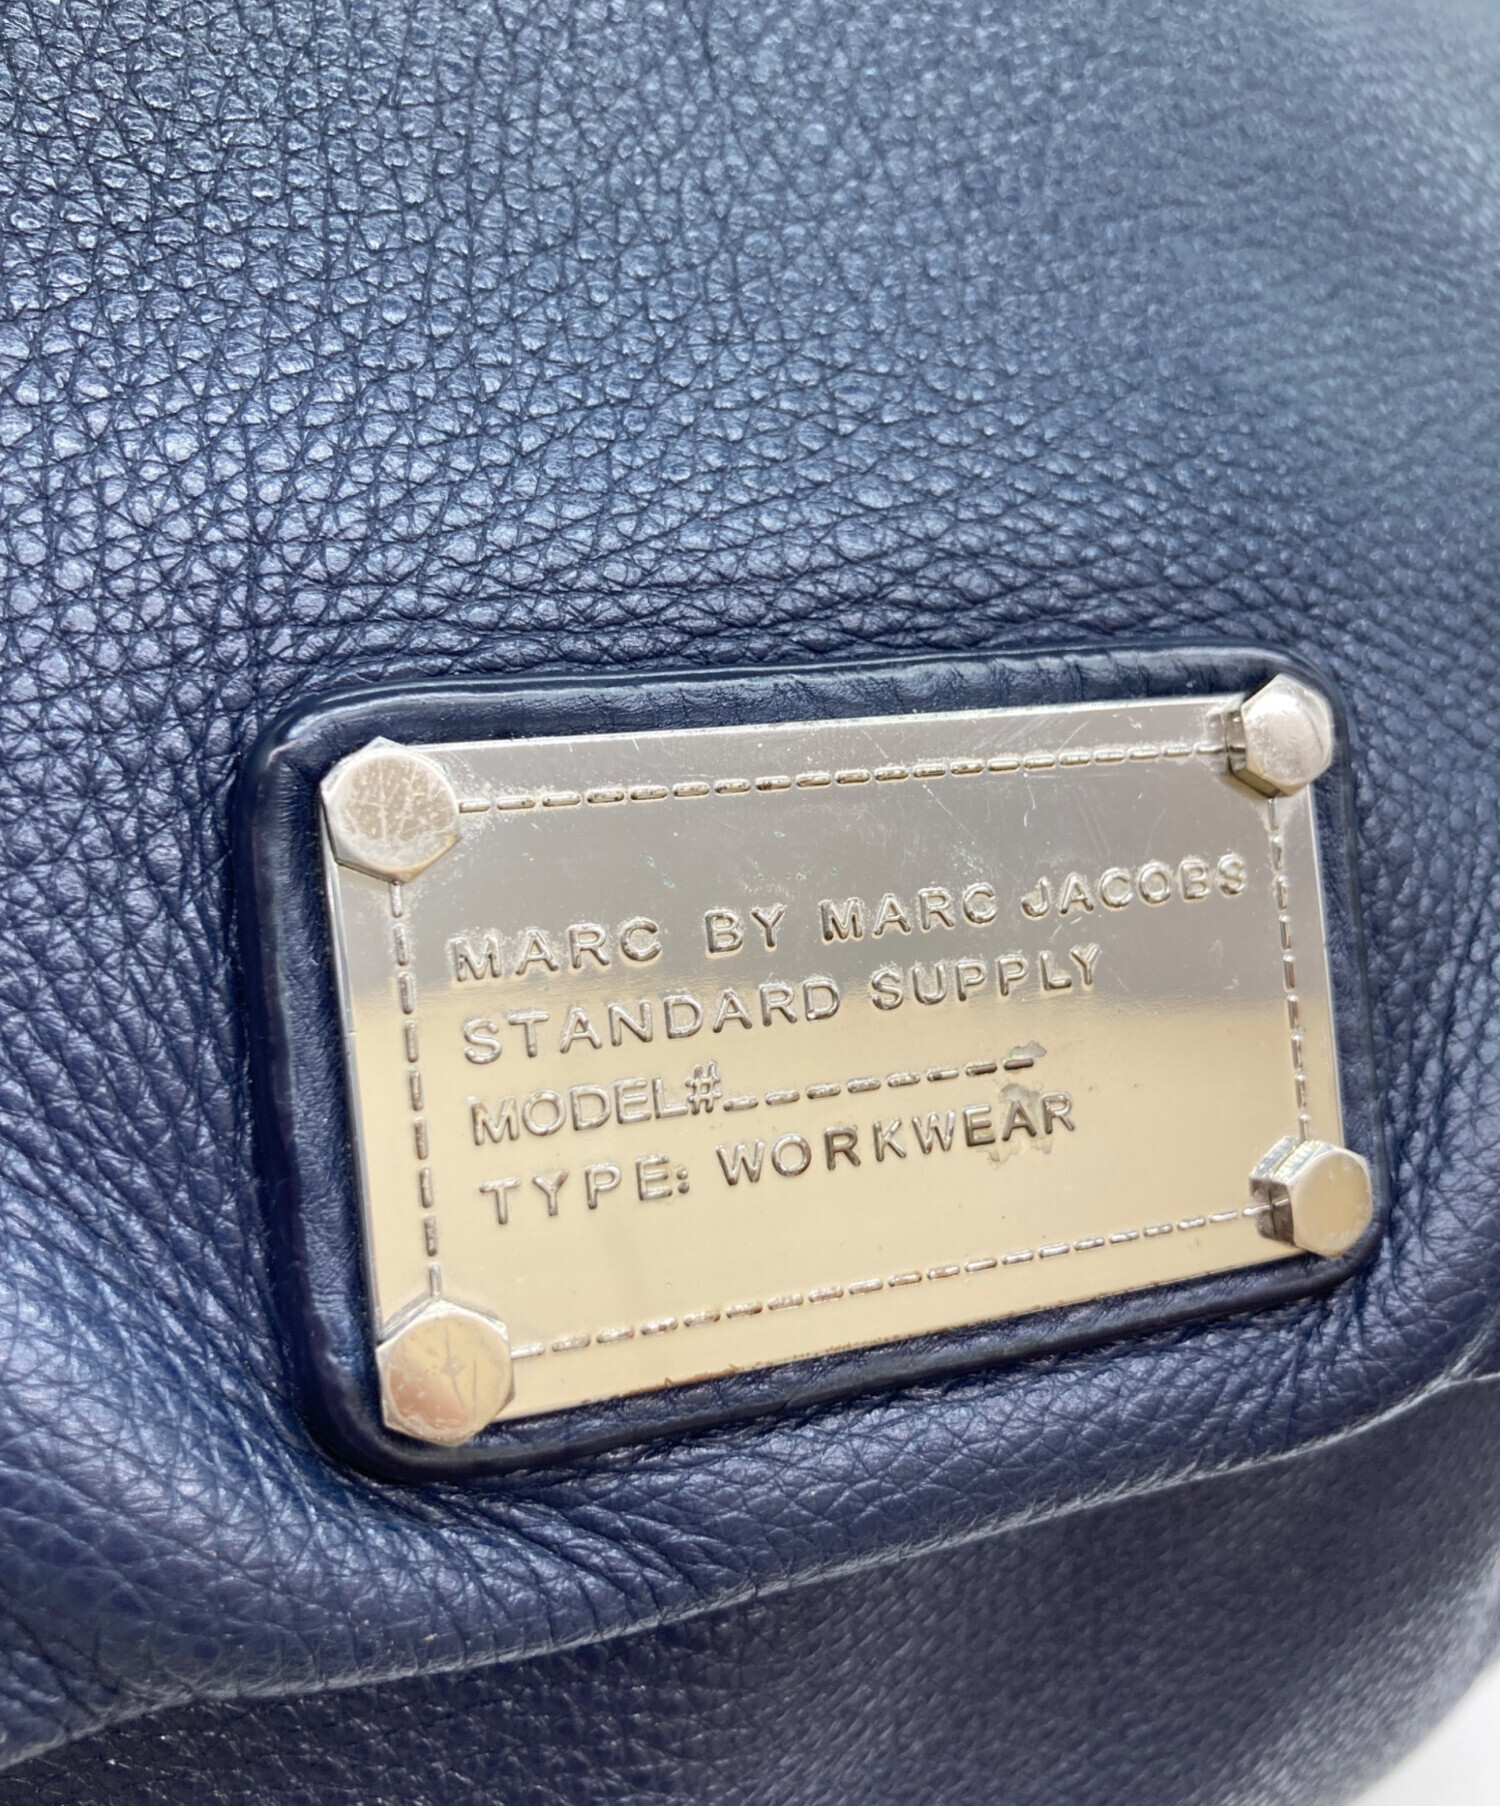 MARC BY MARC JACOBS
STANDARD SUPPLY
MODEL#_________
TYPE: WORKWEAR